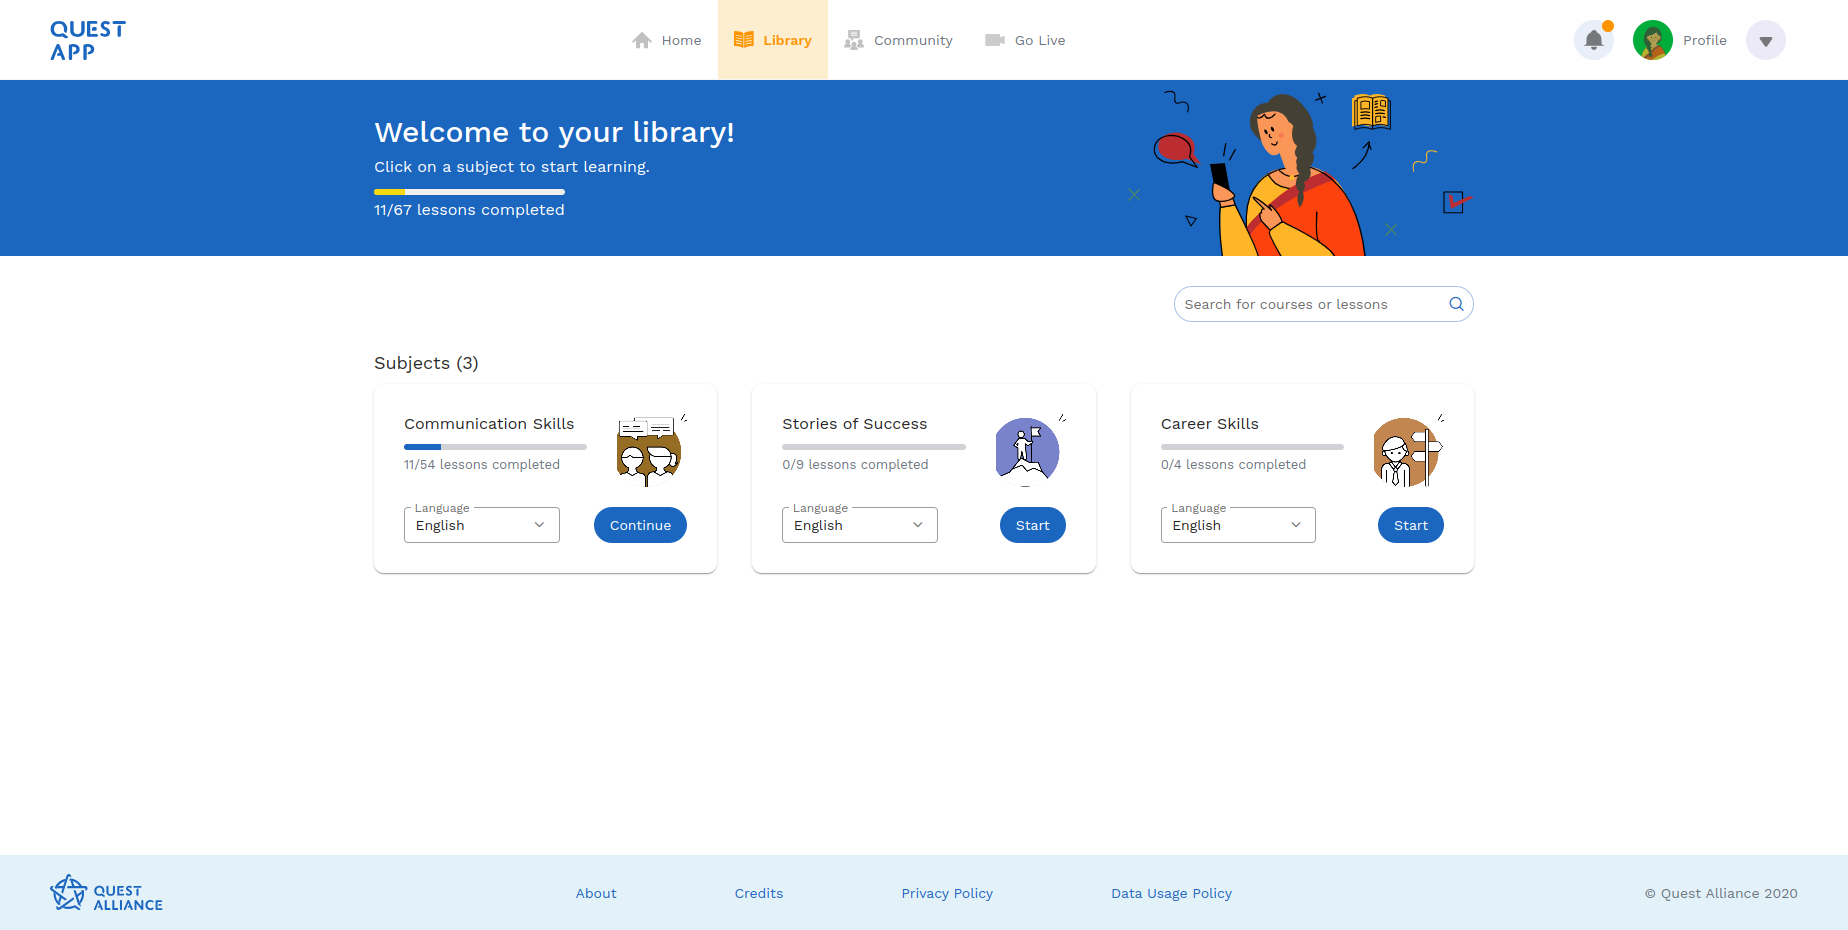 QUEST
APP
Home
Library
Community
Go Live
Profile
Welcome to your library!
Click on a subject to start learning.
11/67 lessons completed
Search for courses or lessons
Subjects (3)
Communication Skills
11/54 lessons completed
Language
English
Continue
Stories of Success
0/9 lessons completed
Language
English
Start
Career Skills
0/4 lessons completed
Language
English
Start
QUEST
ALLIANCE
About
Credits
Privacy Policy
Data Usage Policy
© Quest Alliance 2020